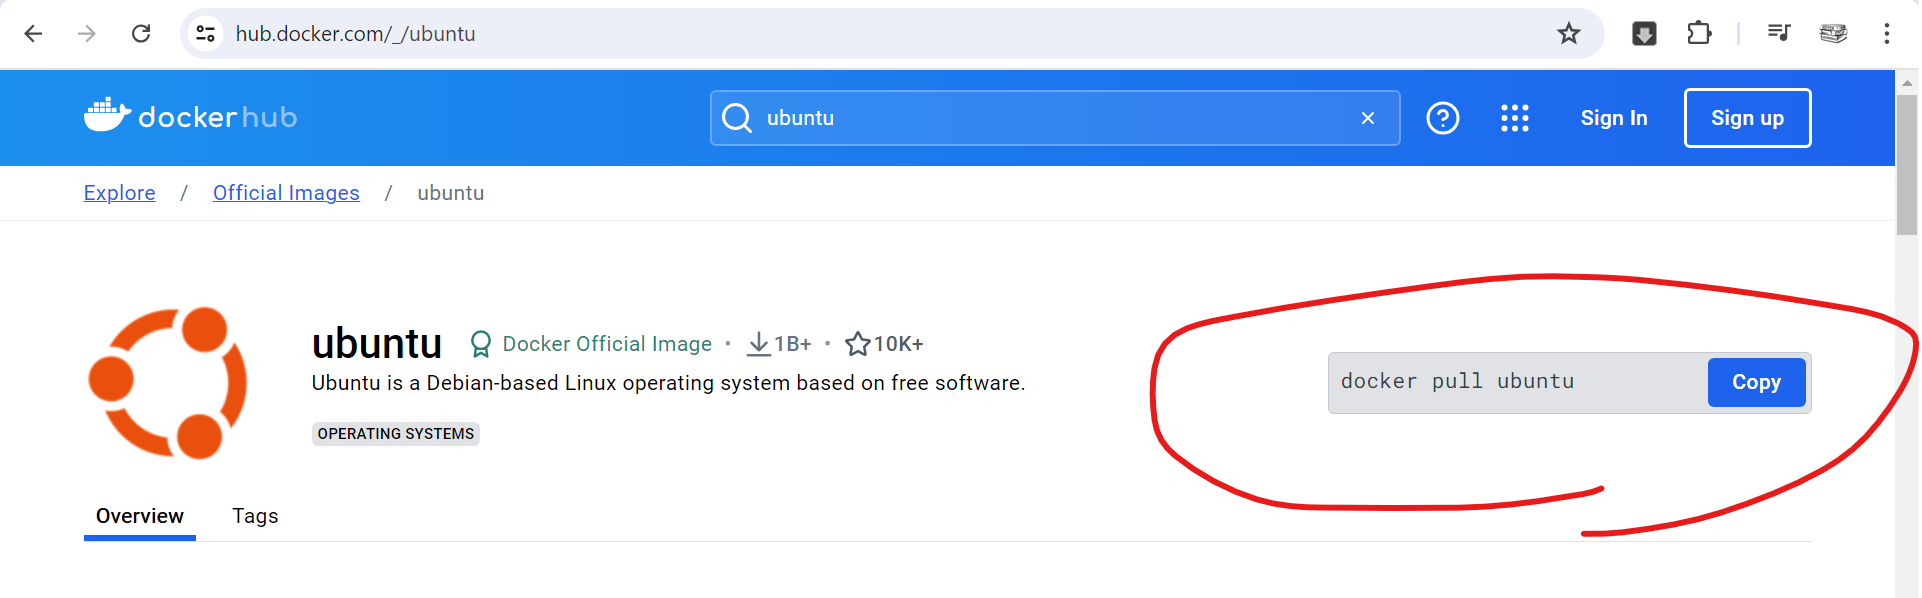 hub.docker.com/_/ubuntu
docker hub
ubuntu
Sign In
Sign up
Explore / Official Images / ubuntu
ubuntu
Docker Official Image • 1B+ • 10K+
Ubuntu is a Debian-based Linux operating system based on free software.
OPERATING SYSTEMS
docker pull ubuntu
Copy
Overview
Tags